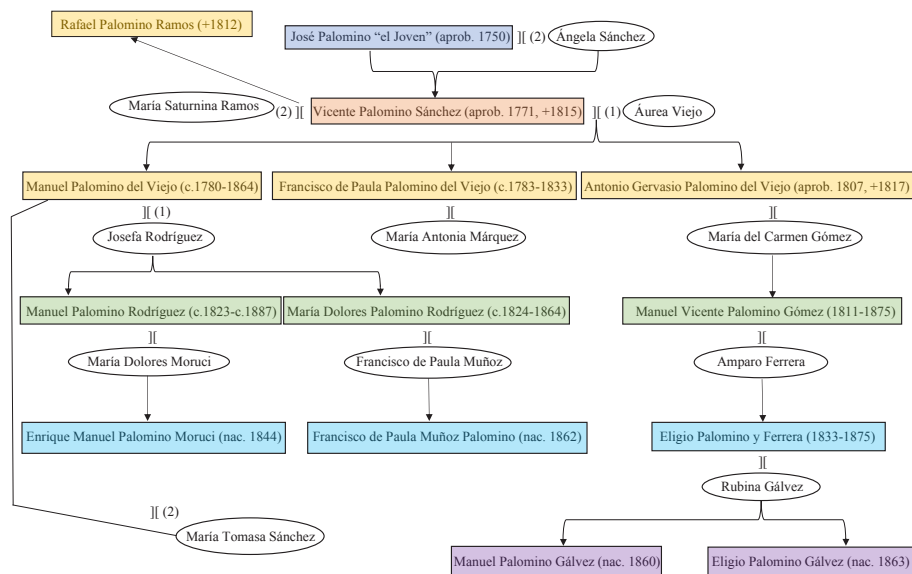 Rafael Palomino Ramos (+1812)
José Palomino “el Joven” (aprob. 1750) ][ (2) Ángela Sánchez
María Saturnina Ramos (2) ][ Vicente Palomino Sánchez (aprob. 1771, +1815) ][ (1) Áurea Viejo
Manuel Palomino del Viejo (c.1780-1864) Francisco de Paula Palomino del Viejo (c.1783-1833) Antonio Gervasio Palomino del Viejo (aprob. 1807, +1817)
][ (1) ][ ][
Josefa Rodríguez María Antonia Márquez María del Carmen Gómez
Manuel Palomino Rodríguez (c.1823-c.1887) María Dolores Palomino Rodríguez (c.1824-1864) Manuel Vicente Palomino Gómez (1811-1875)
][ ][ ][
María Dolores Moruci Francisco de Paula Muñoz Amparo Ferrera
Enrique Manuel Palomino Moruci (nac. 1844) Francisco de Paula Muñoz Palomino (nac. 1862) Eligio Palomino y Ferrera (1833-1875)
][
Rubina Gálvez
][ (2)
María Tomasa Sánchez
Manuel Palomino Gálvez (nac. 1860) Eligio Palomino Gálvez (nac. 1863)